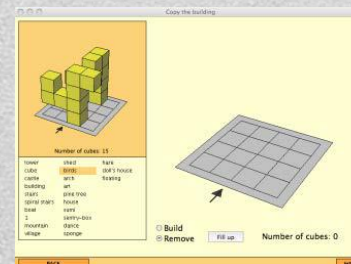 Copy the building
Number of cubes: 15
tower shed hare
cube birds doll's house
castle arch floating
building art
stairs pine tree
spiral stairs house
bowl sumi
1 sentry-box
mountain dance
village sponge
Build
Remove Fill up Number of cubes: 0
BACK